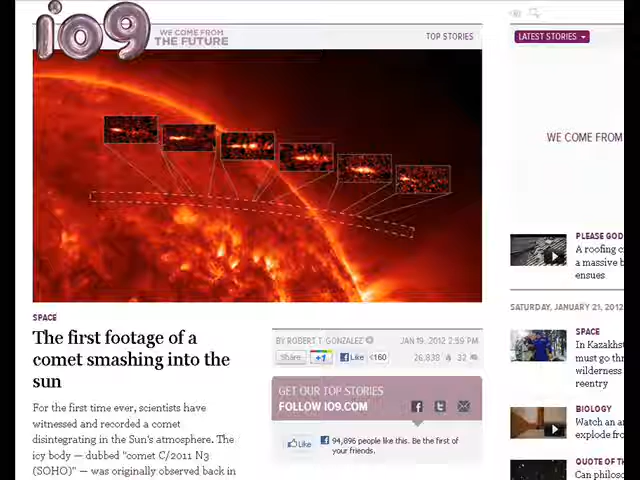 io9
WE COME FROM
THE FUTURE
TOP STORIES
LATEST STORIES
WE COME FROM
PLEASE GOD
A roofing c
a massive b
ensues
SPACE
The first footage of a
comet smashing into the
sun
For the first time ever, scientists have
witnessed and recorded a comet
disintegrating in the Sun's atmosphere. The
icy body — dubbed "comet C/2011 N3
(SOHO)" — was originally observed back in
BY ROBERT T. GONZALEZ
JAN 19, 2012 2:59 PM
Share
+1
Like
160
26,838
32
GET OUR TOP STORIES
FOLLOW IO9.COM
Like
94,896 people like this. Be the first of
your friends.
SATURDAY, JANUARY 21, 2012
SPACE
In Kazakhst
must go thr
wilderness
reentry
BIOLOGY
Watch an a
explode fro
QUOTE OF T
Can philoso